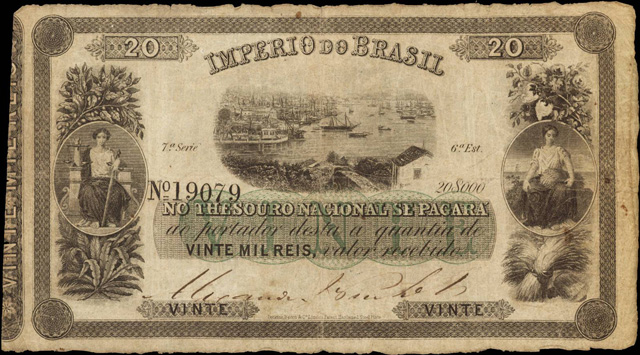 20
20
IMPERIO DO BRASIL
7.ª Serie
6.ª Est.
Nº 19079
20$000
NO THESOURO NACIONAL SE PAGARÁ
ao portador desta a quantia de
VINTE MIL REIS, valor recebido.
VINTE
VINTE